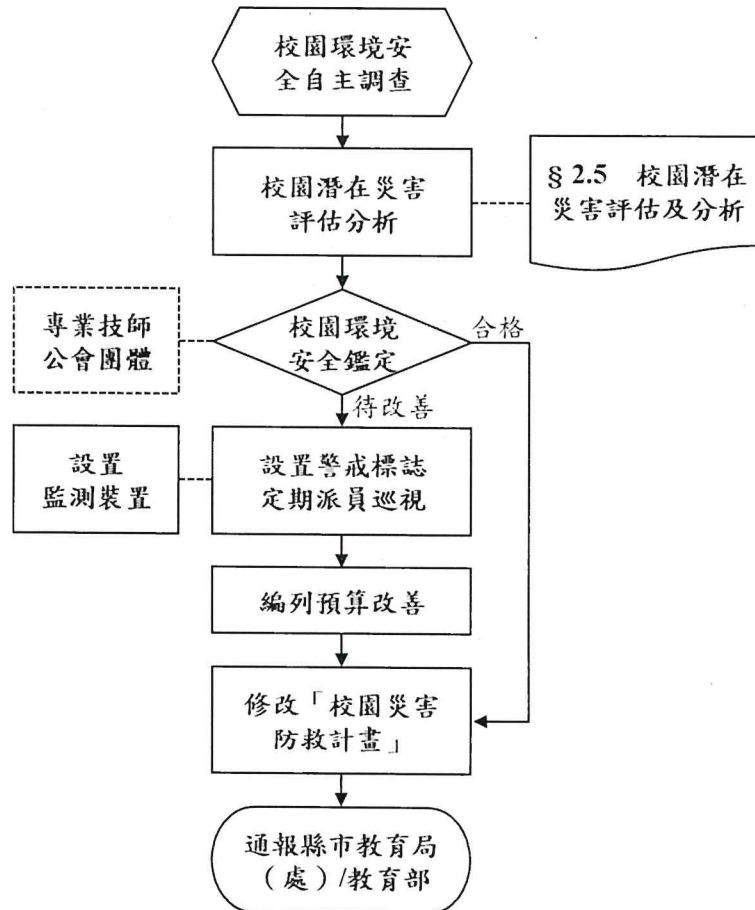 校園環境安
全自主調查
校園潛在災害
評估分析
§ 2.5 校園潛在
災害評估及分析
專業技師
公會團體
校園環境
安全鑑定
合格
待改善
設置
監測裝置
設置警戒標誌
定期派員巡視
編列預算改善
修改「校園災害
防救計畫」
通報縣市教育局
（處）/教育部